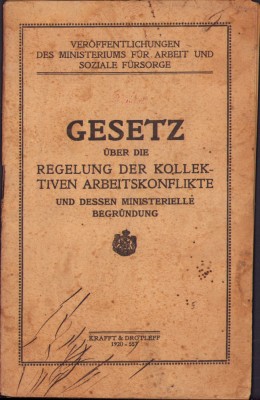 VERÖFFENTLICHUNGEN
DES MINISTERIUMS FÜR ARBEIT UND
SOZIALE FÜRSORGE
GESETZ
ÜBER DIE
REGELUNG DER KOLLEK-
TIVEN ARBEITSKONFLIKTE
UND DESSEN MINISTERIELLE
BEGRÜNDUNG
KRAFFT & DROTLEFF